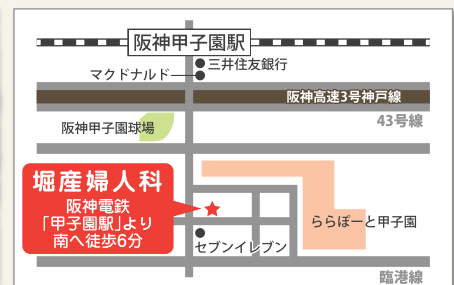 阪神甲子園駅
三井住友銀行
マクドナルド
阪神高速3号神戸線
43号線
阪神甲子園球場
堀産婦人科
阪神電鉄
「甲子園駅」より
南へ徒歩6分
ららぽーと甲子園
セブンイレブン
臨港線